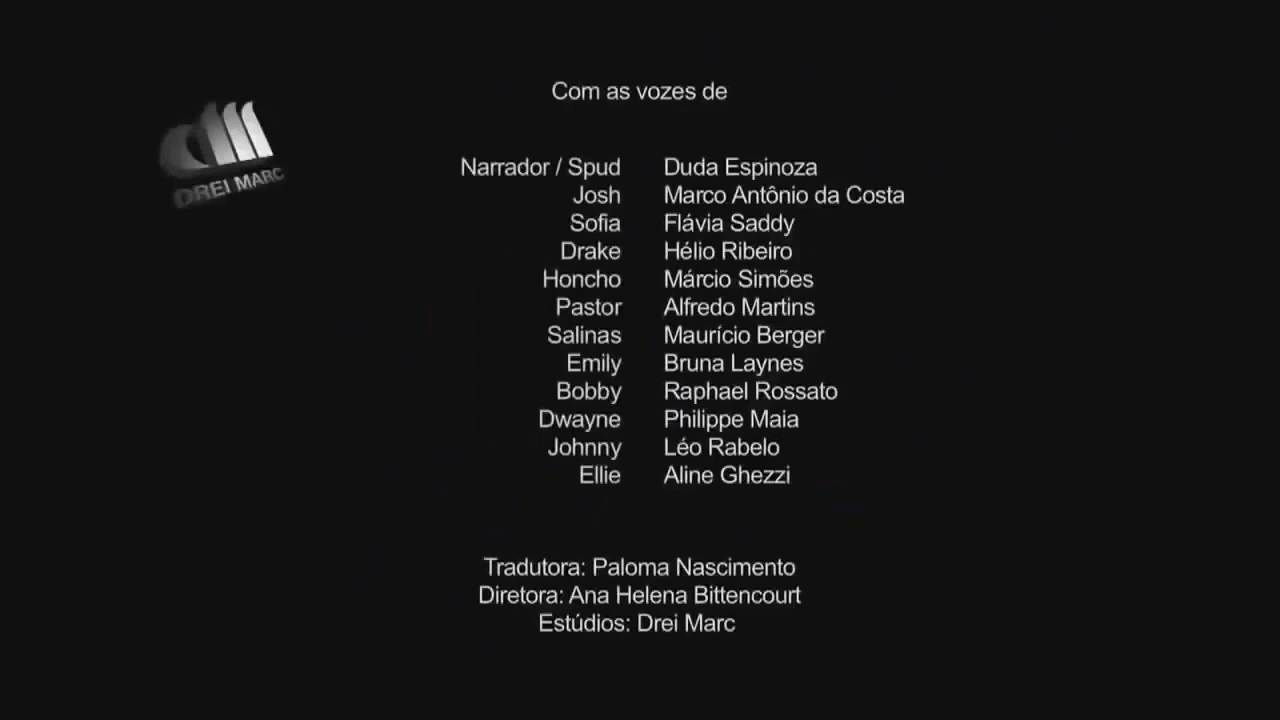 Com as vozes de
DREI MARC
Narrador / Spud Duda Espinoza
Josh Marco Antônio da Costa
Sofia Flávia Saddy
Drake Hélio Ribeiro
Honcho Márcio Simões
Pastor Alfredo Martins
Salinas Maurício Berger
Emily Bruna Laynes
Bobby Raphael Rossato
Dwayne Philippe Maia
Johnny Léo Rabelo
Ellie Aline Ghezzi
Tradutora: Paloma Nascimento
Diretora: Ana Helena Bittencourt
Estúdios: Drei Marc